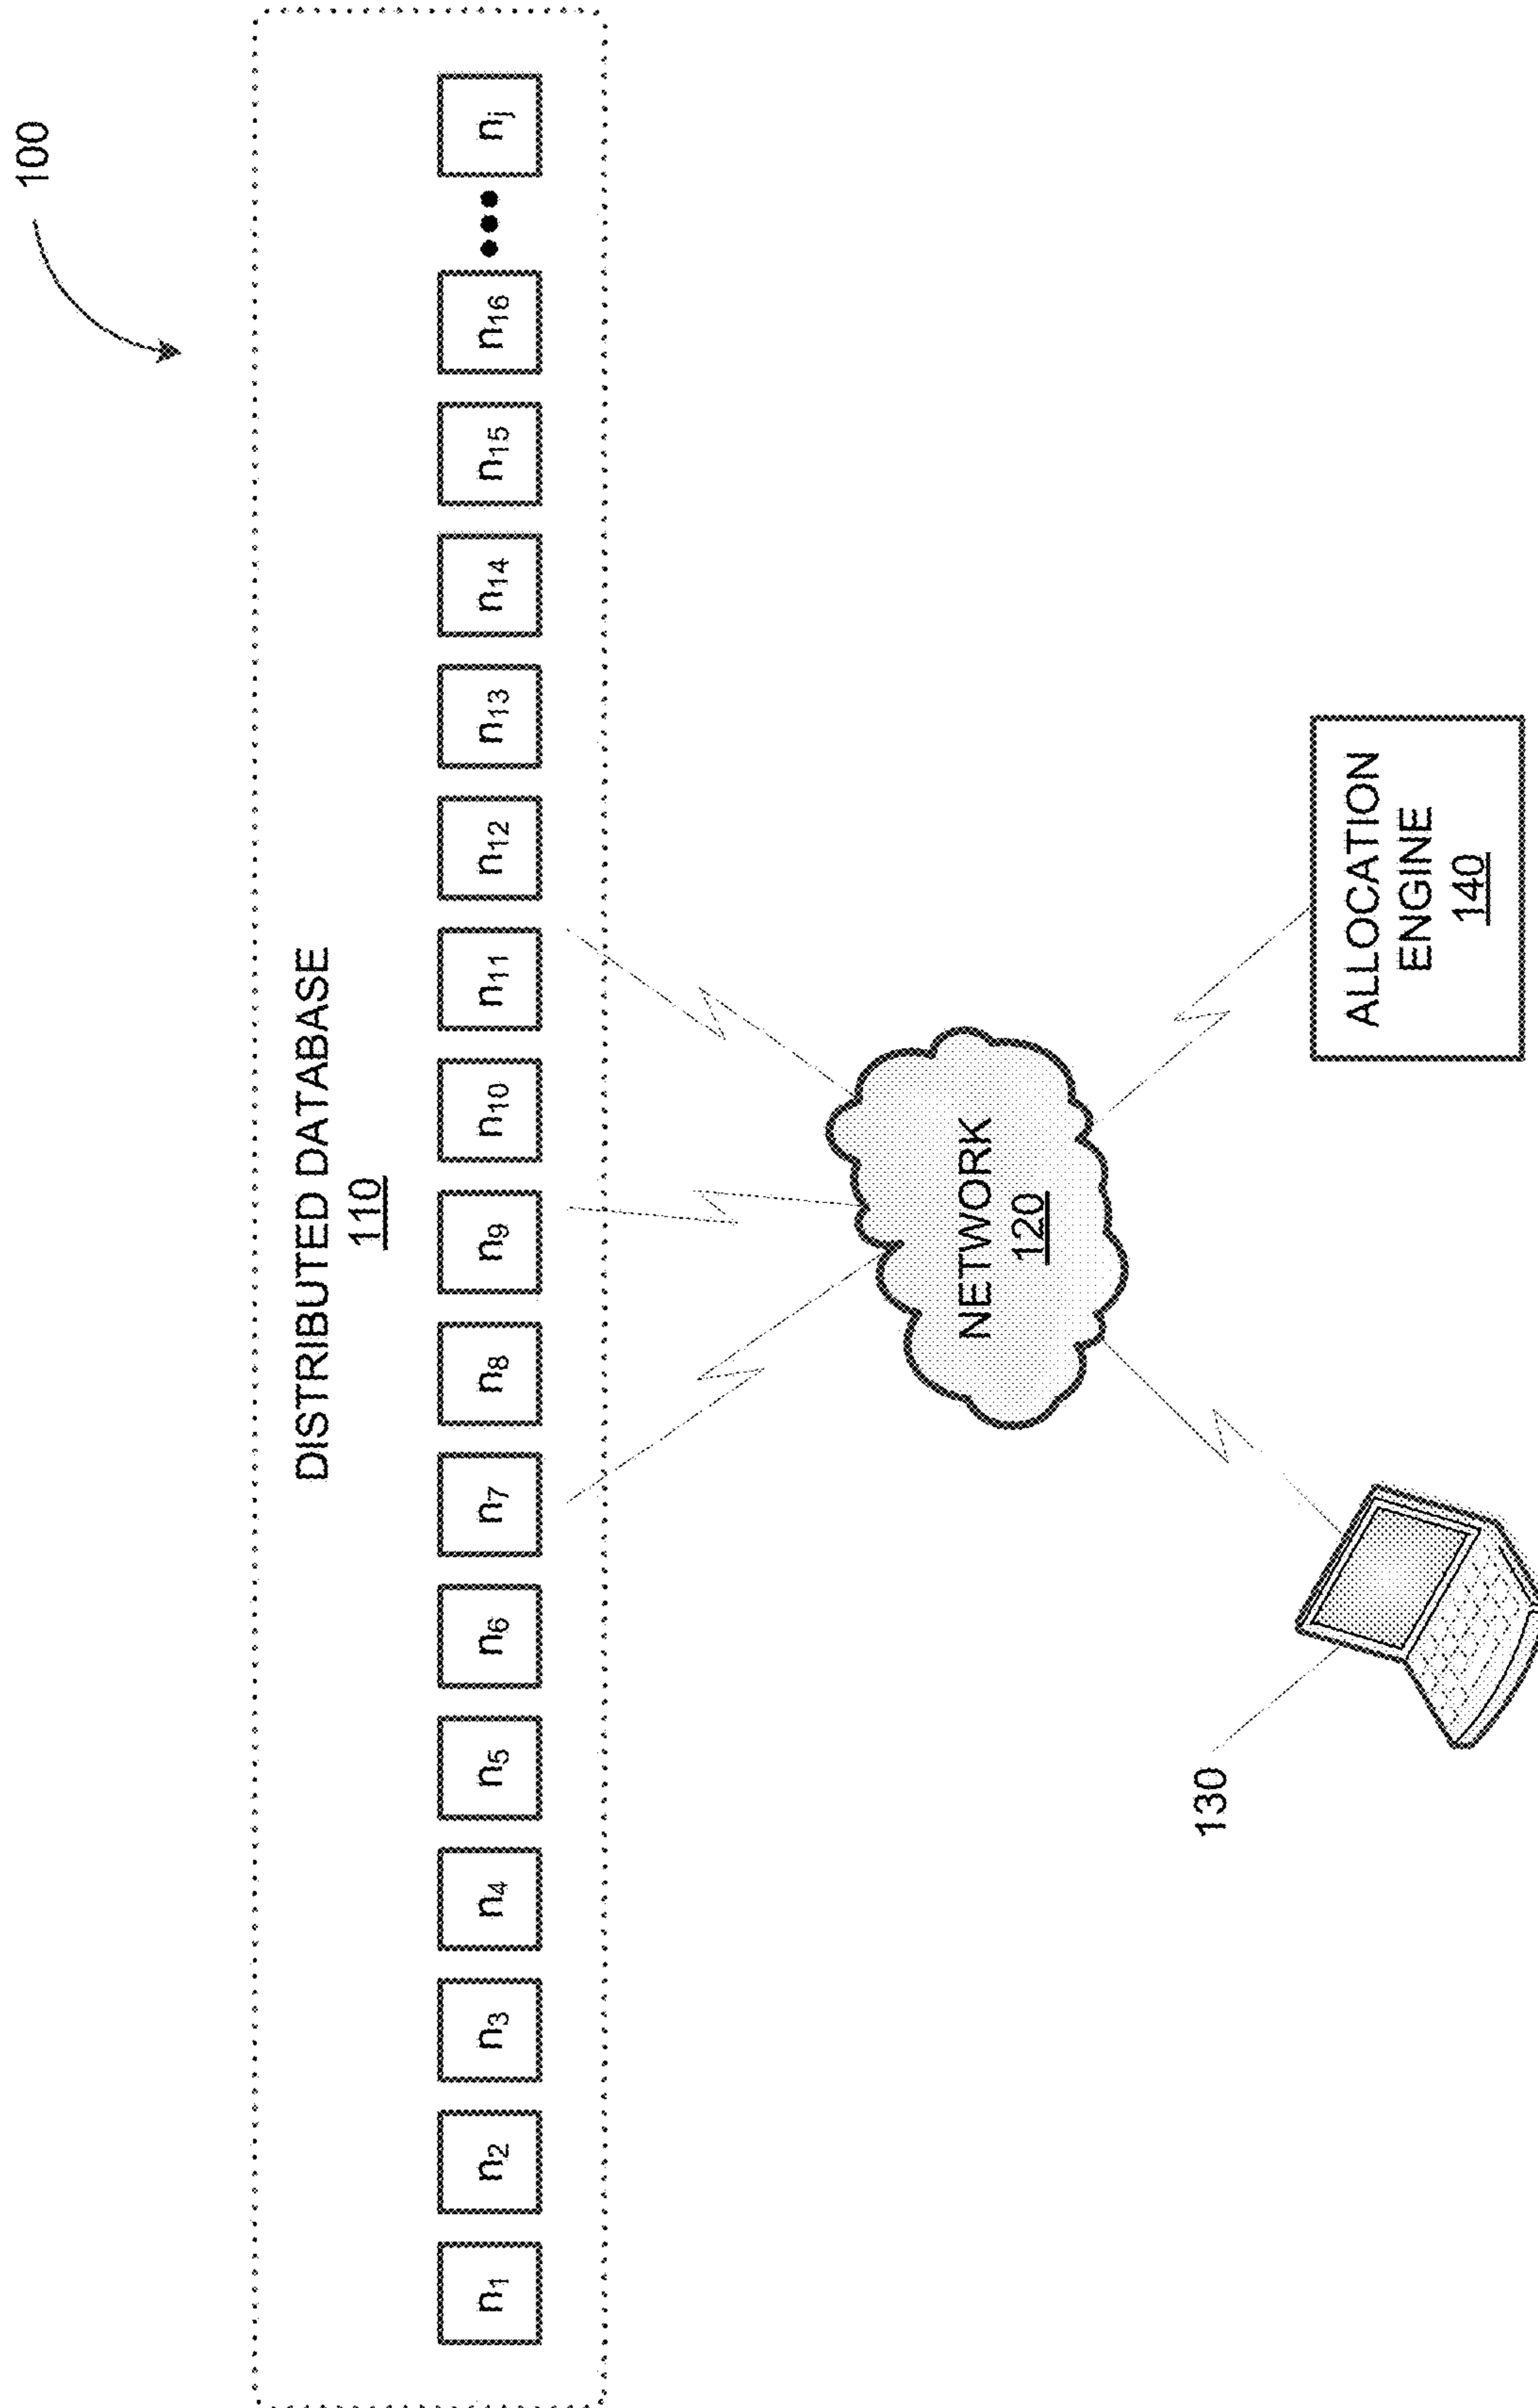 100
DISTRIBUTED DATABASE
110
n₁ n₂ n₃ n₄ n₅ n₆ n₇ n₈ n₉ n₁₀ n₁₁ n₁₂ n₁₃ n₁₄ n₁₅ n₁₆ ••• nⱼ
NETWORK
120
130
ALLOCATION
ENGINE
140